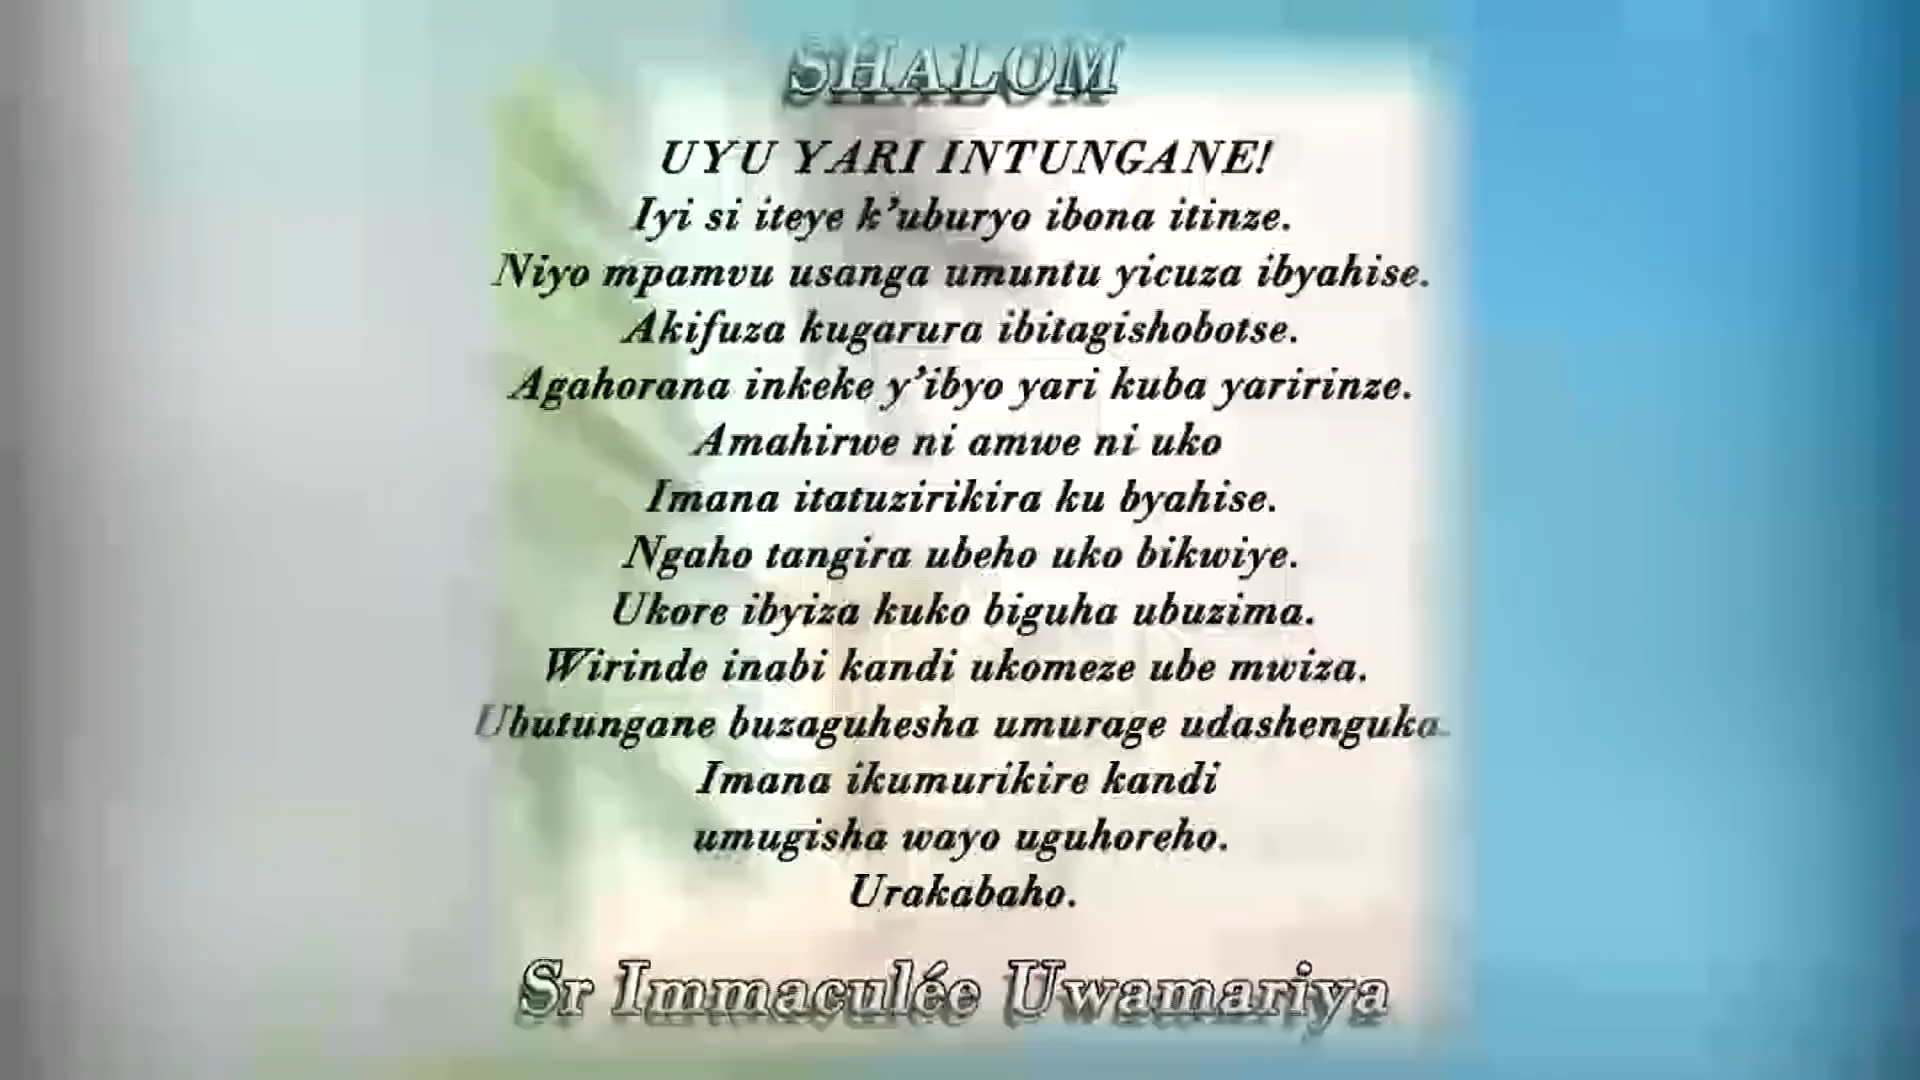 SHALOM
UYU YARI INTUNGANE!
Iyi si iteye k’uburyo ibona itinze.
Niyo mpamvu usanga umuntu yicuza ibyahise.
Akifuza kugarura ibitagishobotse.
Agahorana inkeke y’ibyo yari kuba yaririnze.
Amahirwe ni amwe ni uko
Imana itatuzirikira ku byahise.
Ngaho tangira ubeho uko bikwiye.
Ukore ibyiza kuko biguha ubuzima.
Wirinde inabi kandi ukomeze ube mwiza.
Ubutungane buzaguhesha umurage udashenguka.
Imana ikumurikire kandi
umugisha wayo uguhoreho.
Urakabaho.
Sr Immaculée Uwamariya